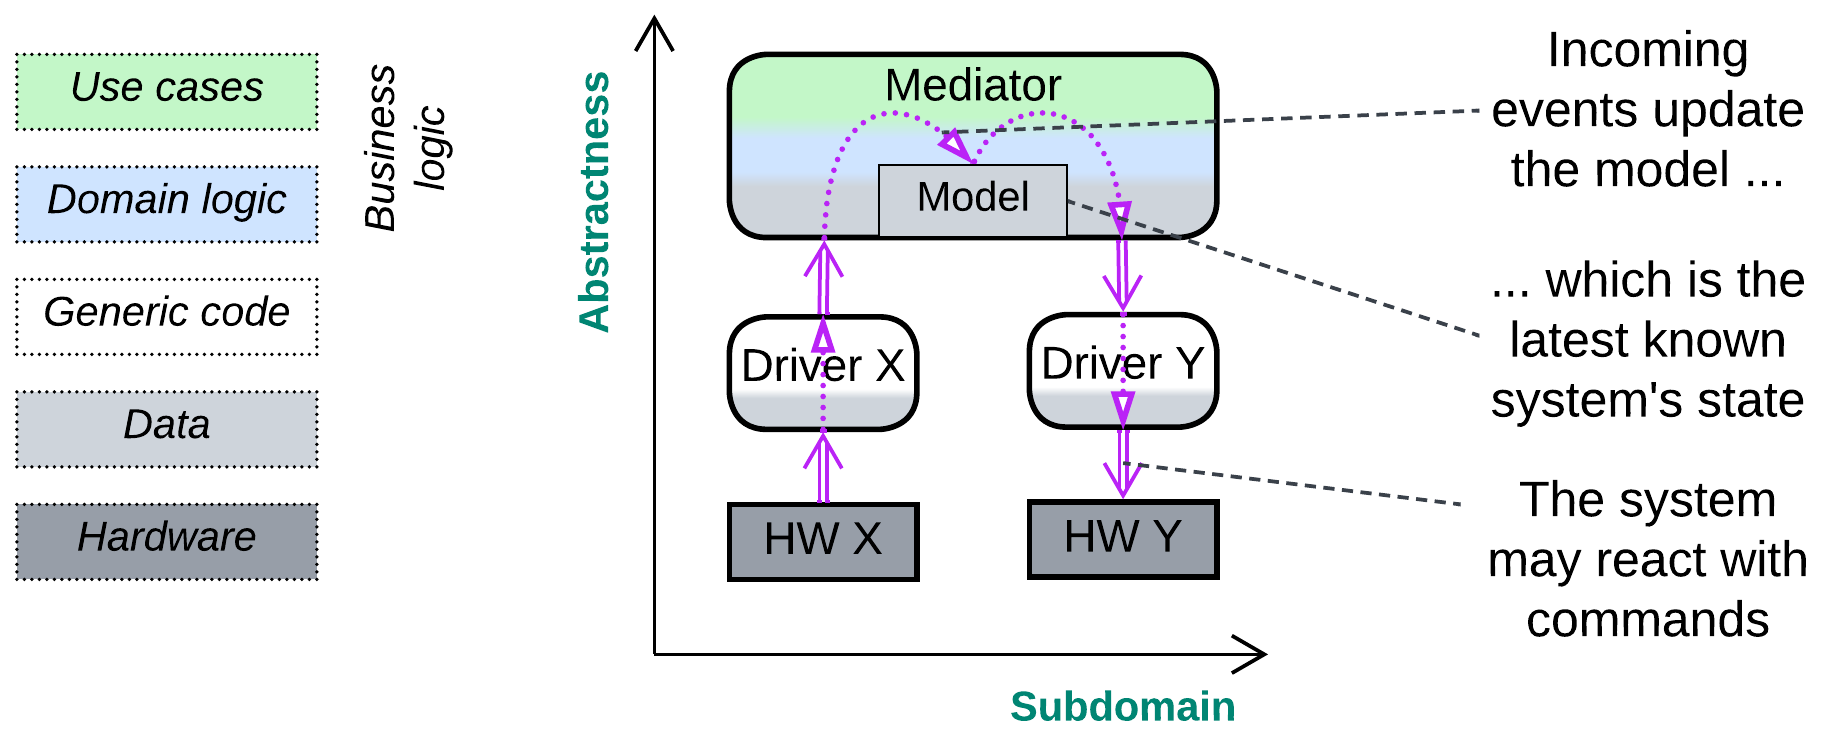 Use cases
Domain logic
Generic code
Data
Hardware
Business
logic
Abstractness
Subdomain
Mediator
Model
Driver X
Driver Y
HW X
HW Y
Incoming
events update
the model ...
... which is the
latest known
system's state
The system
may react with
commands